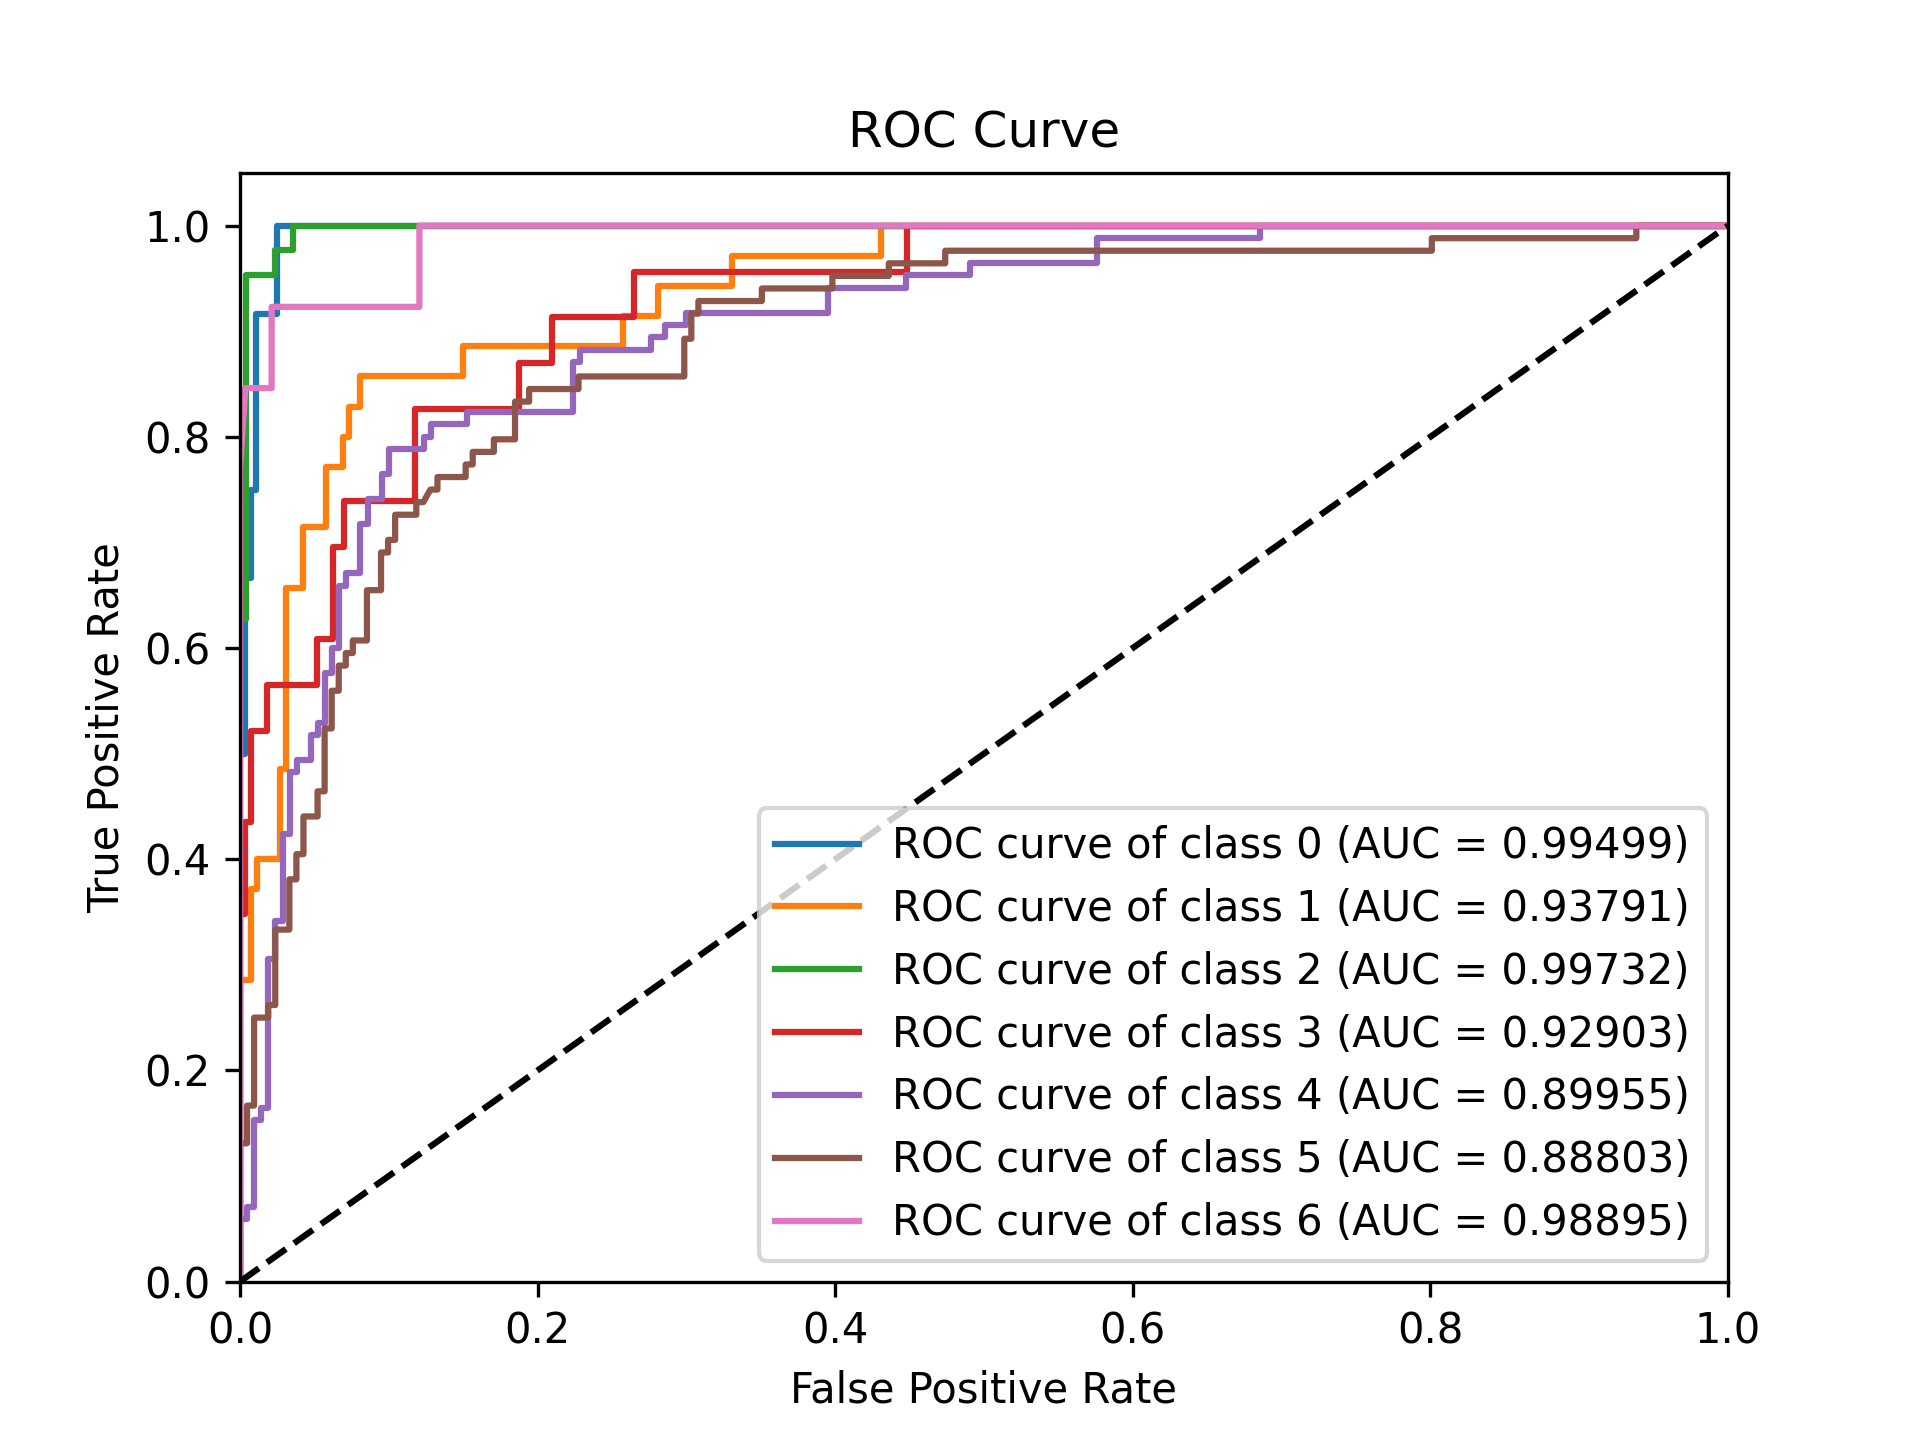 ROC Curve
1.0
0.8
0.6
0.4
0.2
0.0
True Positive Rate
ROC curve of class 0 (AUC = 0.99499)
ROC curve of class 1 (AUC = 0.93791)
ROC curve of class 2 (AUC = 0.99732)
ROC curve of class 3 (AUC = 0.92903)
ROC curve of class 4 (AUC = 0.89955)
ROC curve of class 5 (AUC = 0.88803)
ROC curve of class 6 (AUC = 0.98895)
0.0 0.2 0.4 0.6 0.8 1.0
False Positive Rate